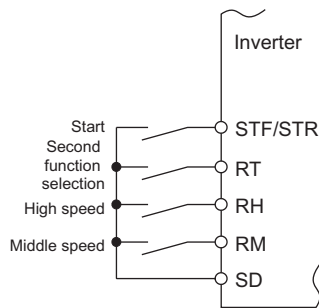 Inverter
Start
STF/STR
Second
function
selection
RT
High speed
RH
Middle speed
RM
SD